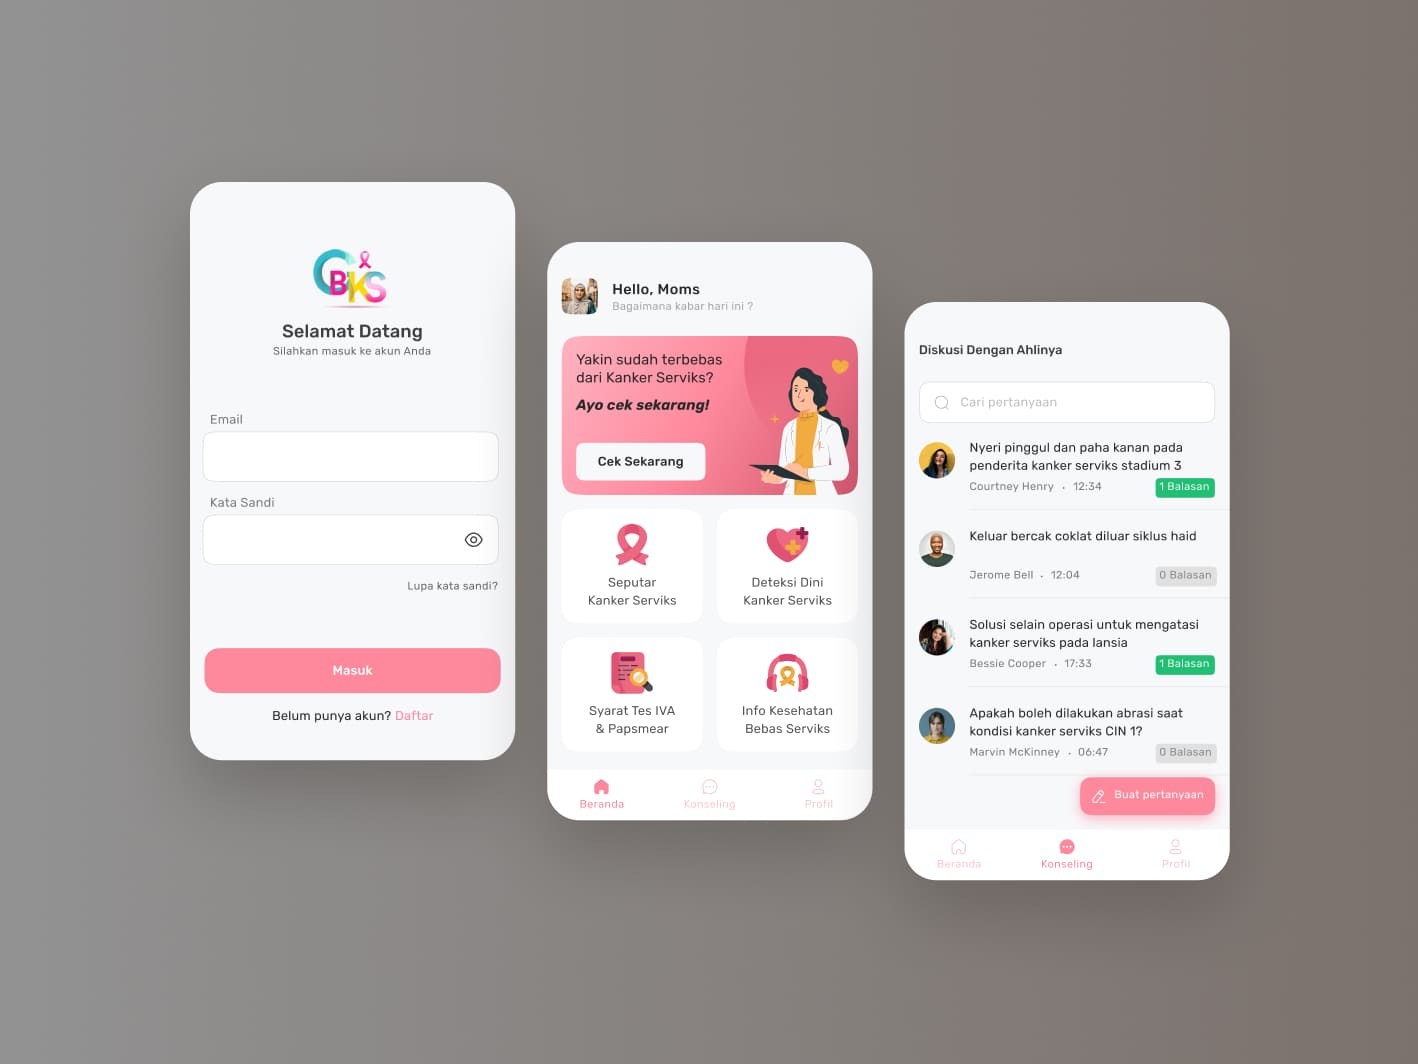 CBKS
Selamat Datang
Silahkan masuk ke akun Anda
Email
Kata Sandi
Lupa kata sandi?
Masuk
Belum punya akun? Daftar
Hello, Moms
Bagaimana kabar hari ini ?
Yakin sudah terbebas
dari Kanker Serviks?
Ayo cek sekarang!
Cek Sekarang
Seputar
Kanker Serviks
Deteksi Dini
Kanker Serviks
Syarat Tes IVA
& Papsmear
Info Kesehatan
Bebas Serviks
Beranda
Konseling
Profil
Diskusi Dengan Ahlinya
Cari pertanyaan
Nyeri pinggul dan paha kanan pada
penderita kanker serviks stadium 3
Courtney Henry • 12:34
1 Balasan
Keluar bercak coklat diluar siklus haid
Jerome Bell • 12:04
0 Balasan
Solusi selain operasi untuk mengatasi
kanker serviks pada lansia
Bessie Cooper • 17:33
1 Balasan
Apakah boleh dilakukan abrasi saat
kondisi kanker serviks CIN 1?
Marvin McKinney • 06:47
0 Balasan
Buat pertanyaan
Beranda
Konseling
Profil